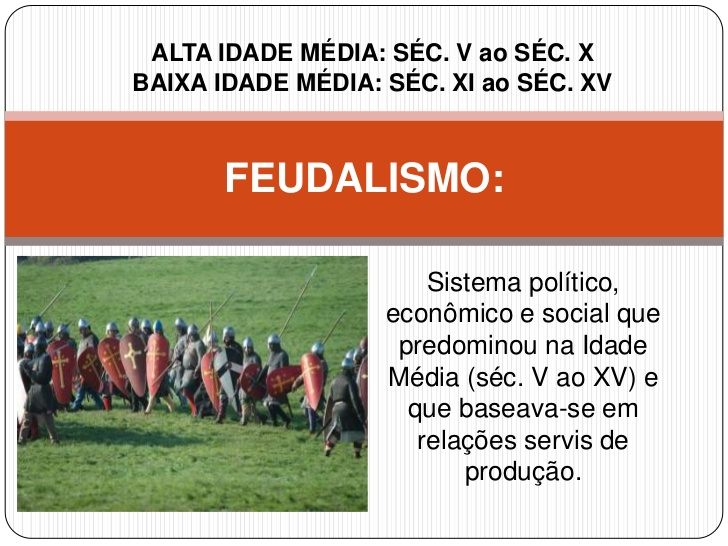 ALTA IDADE MÉDIA: SÉC. V ao SÉC. X
BAIXA IDADE MÉDIA: SÉC. XI ao SÉC. XV
FEUDALISMO:
Sistema político,
econômico e social que
predominou na Idade
Média (séc. V ao XV) e
que baseava-se em
relações servis de
produção.